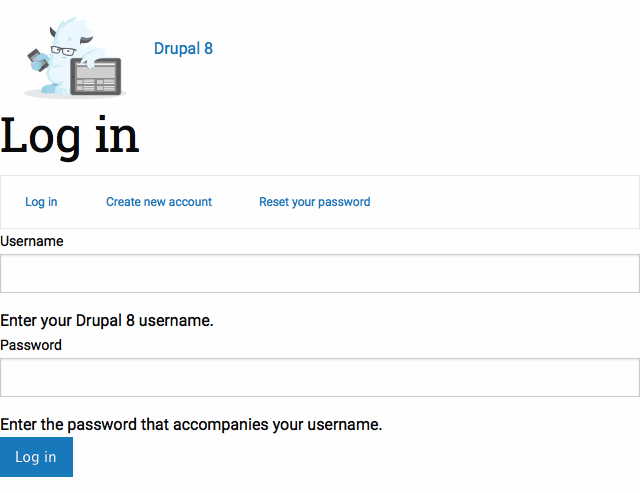 Drupal 8
Log in
Log in Create new account Reset your password
Username
Enter your Drupal 8 username.
Password
Enter the password that accompanies your username.
Log in